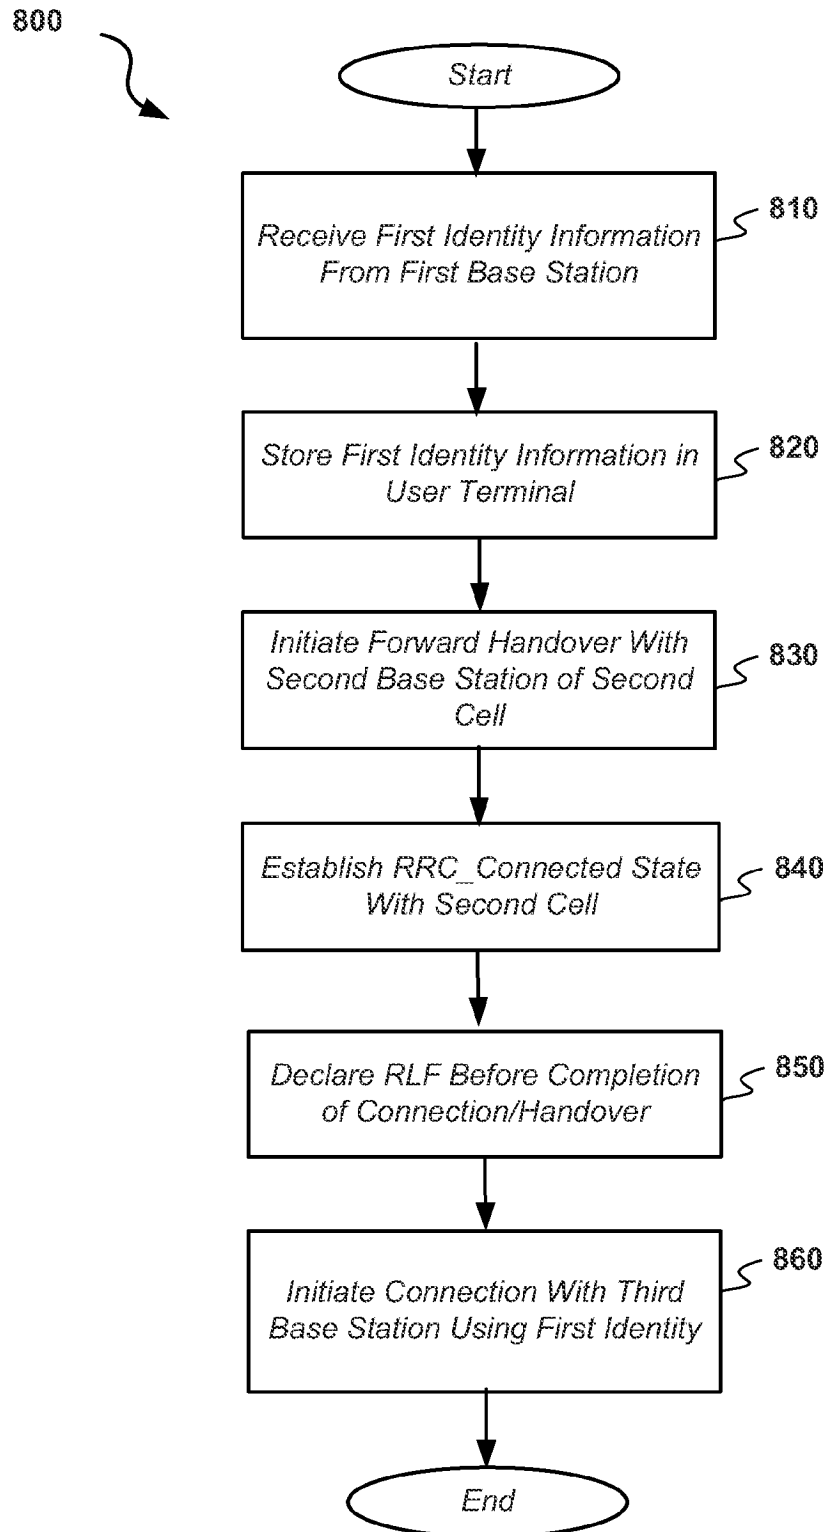 800
Start
810
Receive First Identity Information
From First Base Station
820
Store First Identity Information in
User Terminal
830
Initiate Forward Handover With
Second Base Station of Second
Cell
840
Establish RRC_Connected State
With Second Cell
850
Declare RLF Before Completion
of Connection/Handover
860
Initiate Connection With Third
Base Station Using First Identity
End